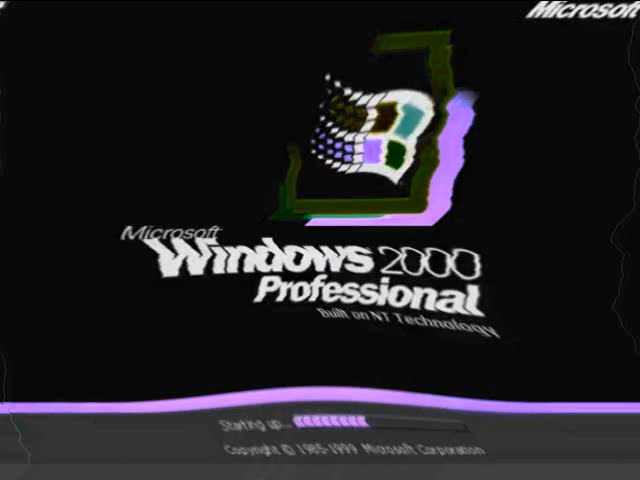 Microsoft
Microsoft
Windows 2000
Professional
Built on NT Technology
Starting up...
Copyright © 1985-1999 Microsoft Corporation